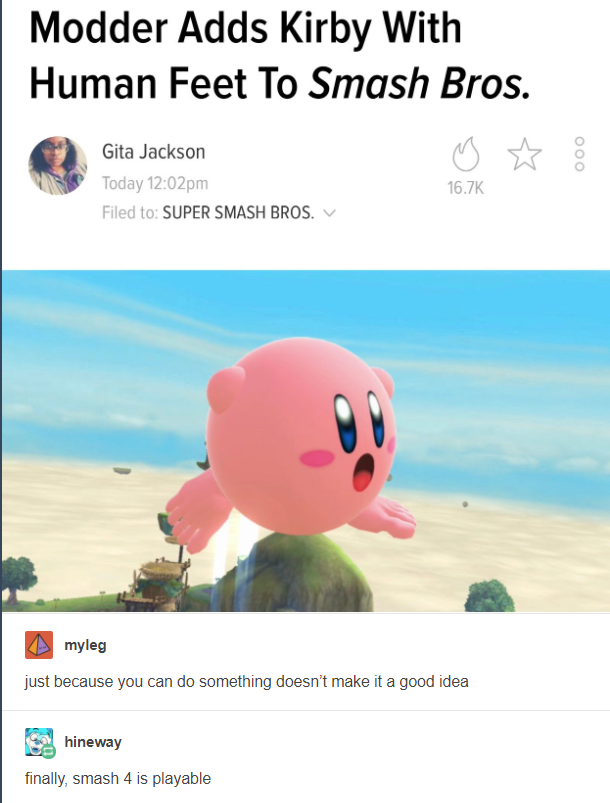 Modder Adds Kirby With
Human Feet To Smash Bros.
Gita Jackson
Today 12:02pm
16.7K
Filed to: SUPER SMASH BROS.
myleg
just because you can do something doesn’t make it a good idea
hineway
finally, smash 4 is playable